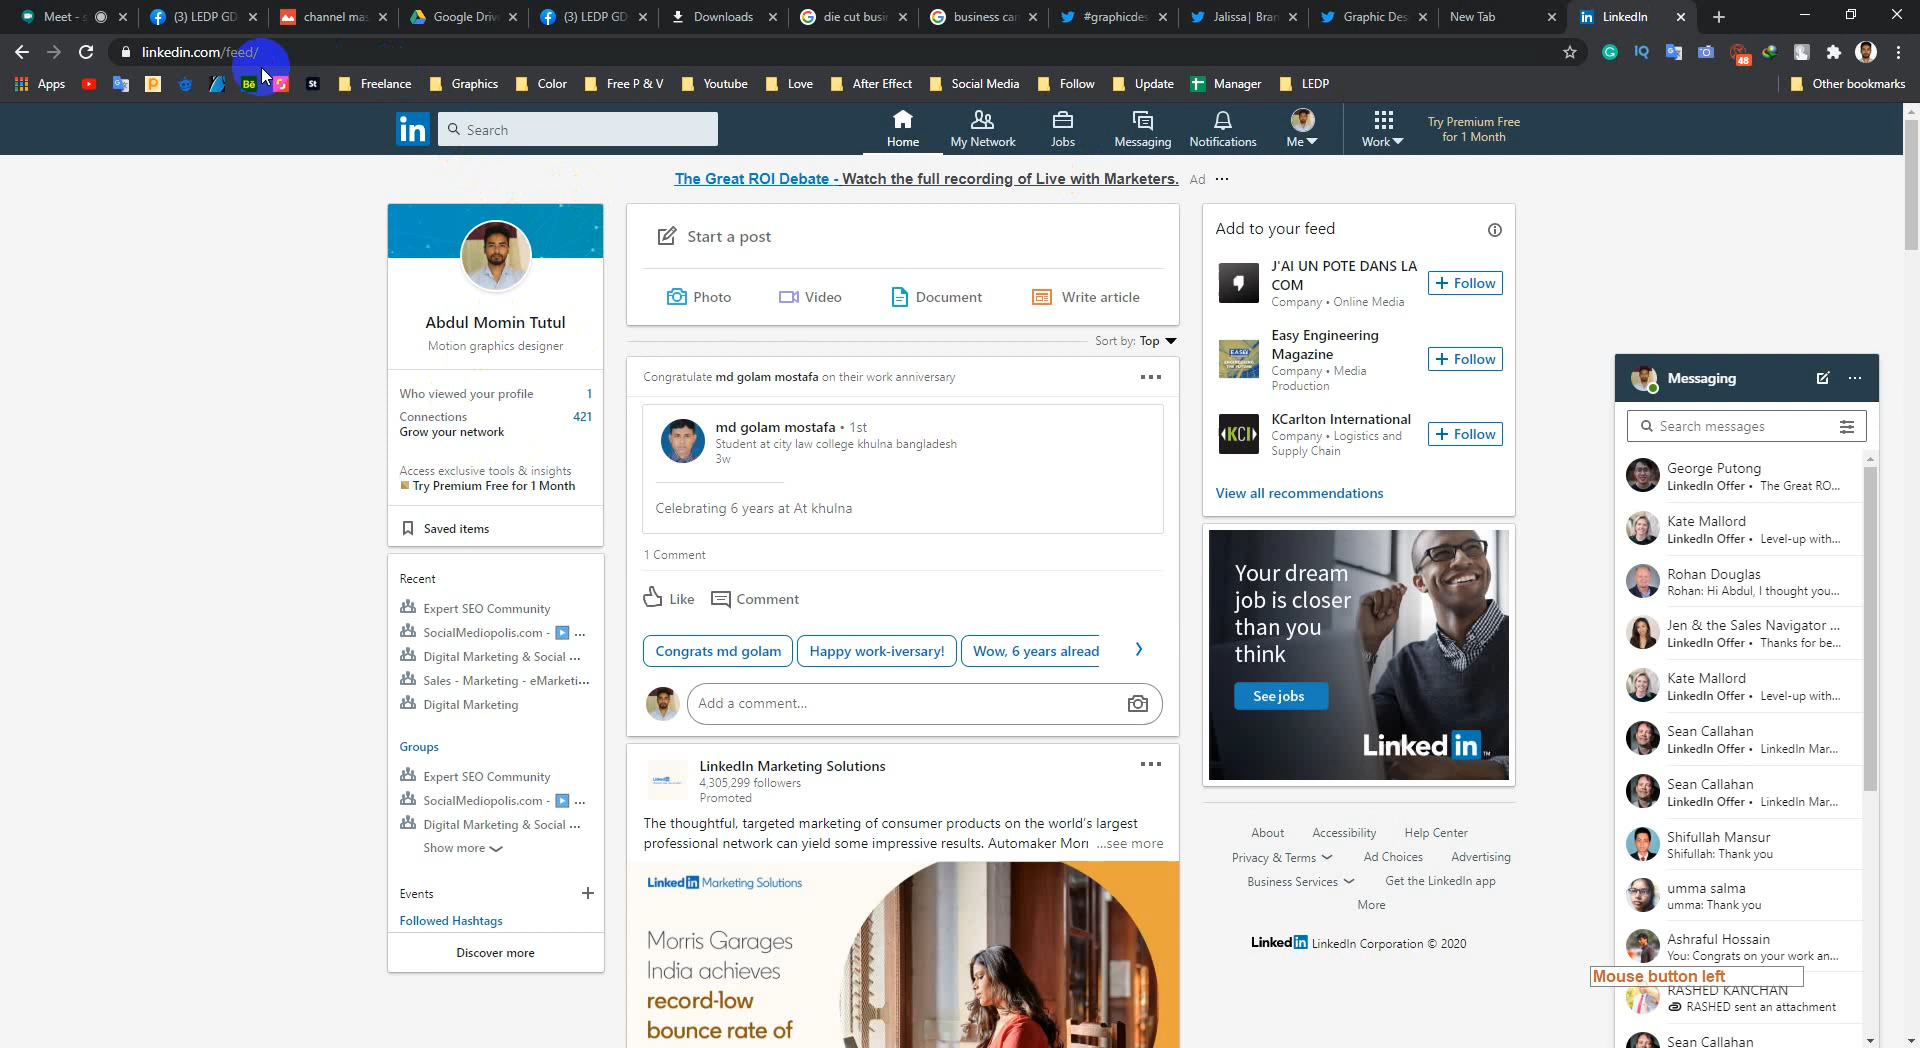 Meet - s
(3) LEDP GD
channel mas
Google Driv
(3) LEDP GD
Downloads
die cut busi
business car
#graphicdes
Jalissa | Bran
Graphic Des
New Tab
LinkedIn
linkedin.com/feed/
48
Apps
Freelance
Graphics
Color
Free P & V
Youtube
Love
After Effect
Social Media
Follow
Update
Manager
LEDP
Other bookmarks
in
Search
Home
My Network
Jobs
Messaging
Notifications
Me
Work
Try Premium Free
for 1 Month
The Great ROI Debate - Watch the full recording of Live with Marketers. Ad ...
Abdul Momin Tutul
Motion graphics designer
Who viewed your profile 1
Connections 421
Grow your network
Access exclusive tools & insights
Try Premium Free for 1 Month
Saved items
Recent
Expert SEO Community
SocialMediopolis.com - ...
Digital Marketing & Social ...
Sales - Marketing - eMarketi...
Digital Marketing
Groups
Expert SEO Community
SocialMediopolis.com - ...
Digital Marketing & Social ...
Show more
Events +
Followed Hashtags
Discover more
Start a post
Photo
Video
Document
Write article
Sort by: Top
Congratulate md golam mostafa on their work anniversary
md golam mostafa • 1st
Student at city law college khulna bangladesh
3w
Celebrating 6 years at At khulna
1 Comment
Like
Comment
Congrats md golam
Happy work-iversary!
Wow, 6 years alread
Add a comment...
LinkedIn Marketing Solutions
4,305,299 followers
Promoted
The thoughtful, targeted marketing of consumer products on the world's largest
professional network can yield some impressive results. Automaker Morr ...see more
Linked in Marketing Solutions
Morris Garages
India achieves
record-low
bounce rate of
Add to your feed
J'AI UN POTE DANS LA
COM
Company • Online Media
+ Follow
EASY
Easy Engineering
Magazine
Company • Media
Production
+ Follow
KCI
KCarlton International
Company • Logistics and
Supply Chain
+ Follow
View all recommendations
Your dream
job is closer
than you
think
See jobs
Linked in
About
Accessibility
Help Center
Privacy & Terms
Ad Choices
Advertising
Business Services
Get the LinkedIn app
More
Linked in LinkedIn Corporation © 2020
Messaging
Search messages
George Putong
LinkedIn Offer • The Great RO...
Kate Mallord
LinkedIn Offer • Level-up with...
Rohan Douglas
Rohan: Hi Abdul, I thought you...
Jen & the Sales Navigator ...
LinkedIn Offer • Thanks for be...
Kate Mallord
LinkedIn Offer • Level-up with...
Sean Callahan
LinkedIn Offer • LinkedIn Mar...
Sean Callahan
LinkedIn Offer • LinkedIn Mar...
Shifullah Mansur
Shifullah: Thank you
umma salma
umma: Thank you
Ashraful Hossain
You: Congrats on your work an...
Mouse button left
RASHED KANCHAN
RASHED sent an attachment
Sean Callahan